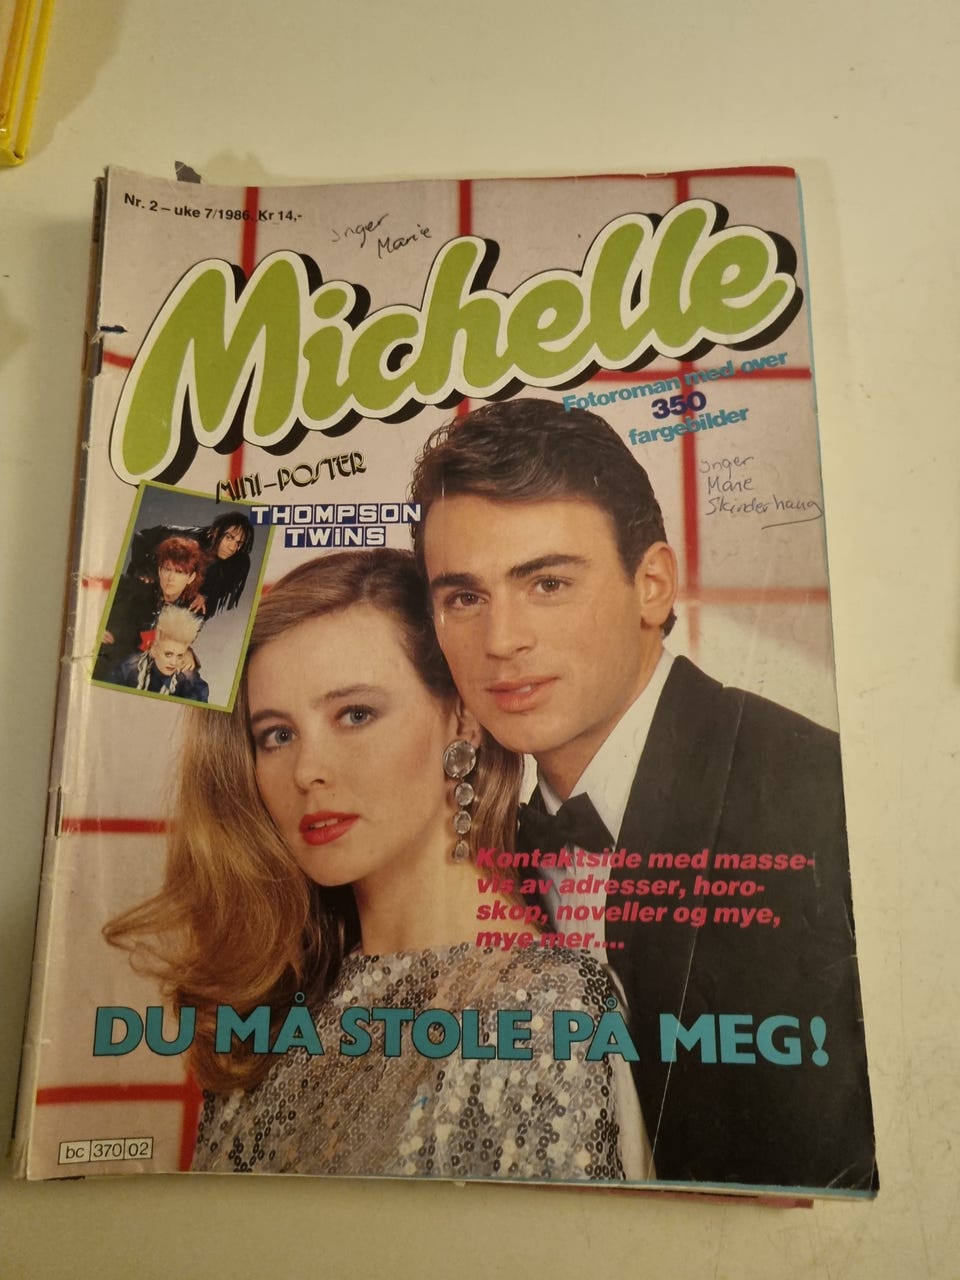 Nr. 2 – uke 7/1986. Kr 14,-
Inger
Marie
Michelle
Fotoroman med over
350
fargebilder
MINI-POSTER
THOMPSON
TWINS
Inger
Marie
Skinderhaug
Kontaktside med masse-
vis av adresser, horo-
skop, noveller og mye,
mye mer....
DU MÅ STOLE PÅ MEG!
bc 370 02